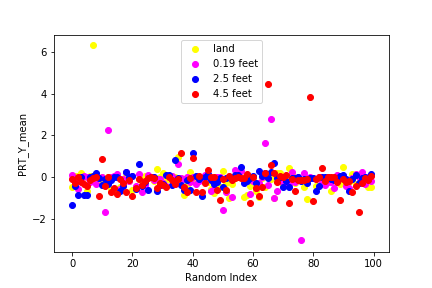 6
4
2
0
−2
PRT_Y_mean
land
0.19 feet
2.5 feet
4.5 feet
0 20 40 60 80 100
Random Index